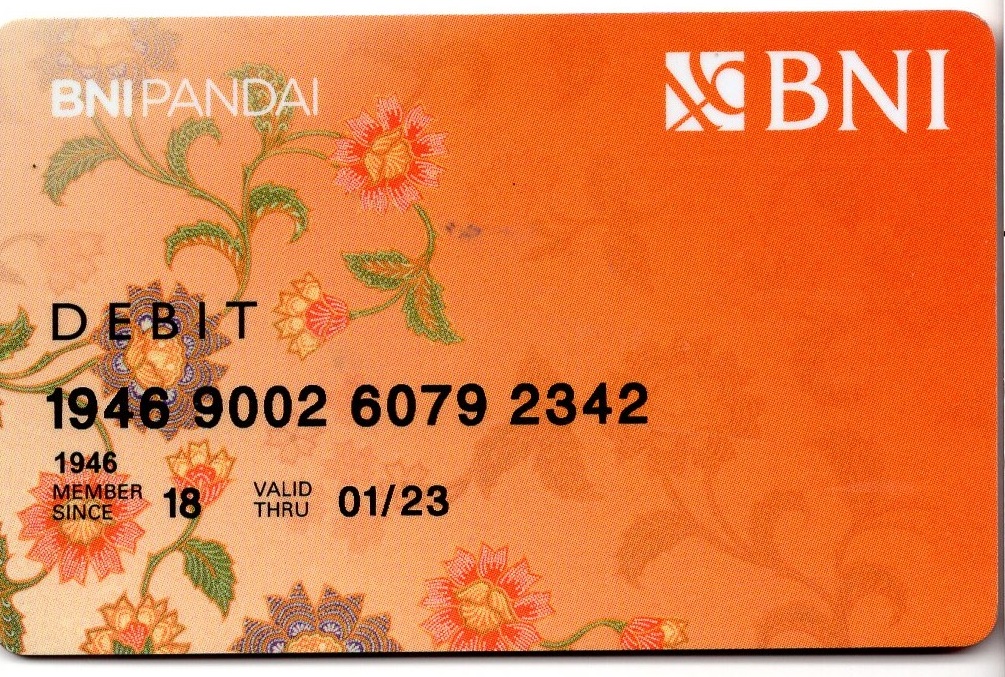 BNI PANDAI
BNI
DEBIT
1946 9002 6079 2342
1946
MEMBER SINCE 18 VALID THRU 01/23